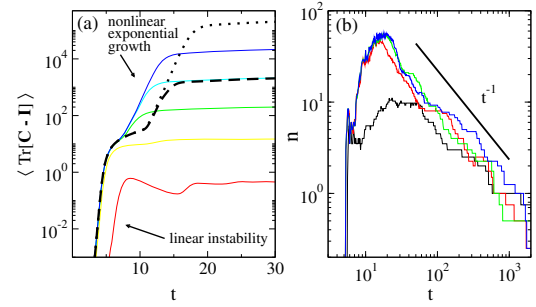 (a)
nonlinear
exponential
growth
linear instability
⟨ Tr[C - I] ⟩
10^4
10^2
10^0
10^-2
10
20
30
t
(b)
t^-1
n
10^2
10^1
10^0
10^1
10^2
10^3
t